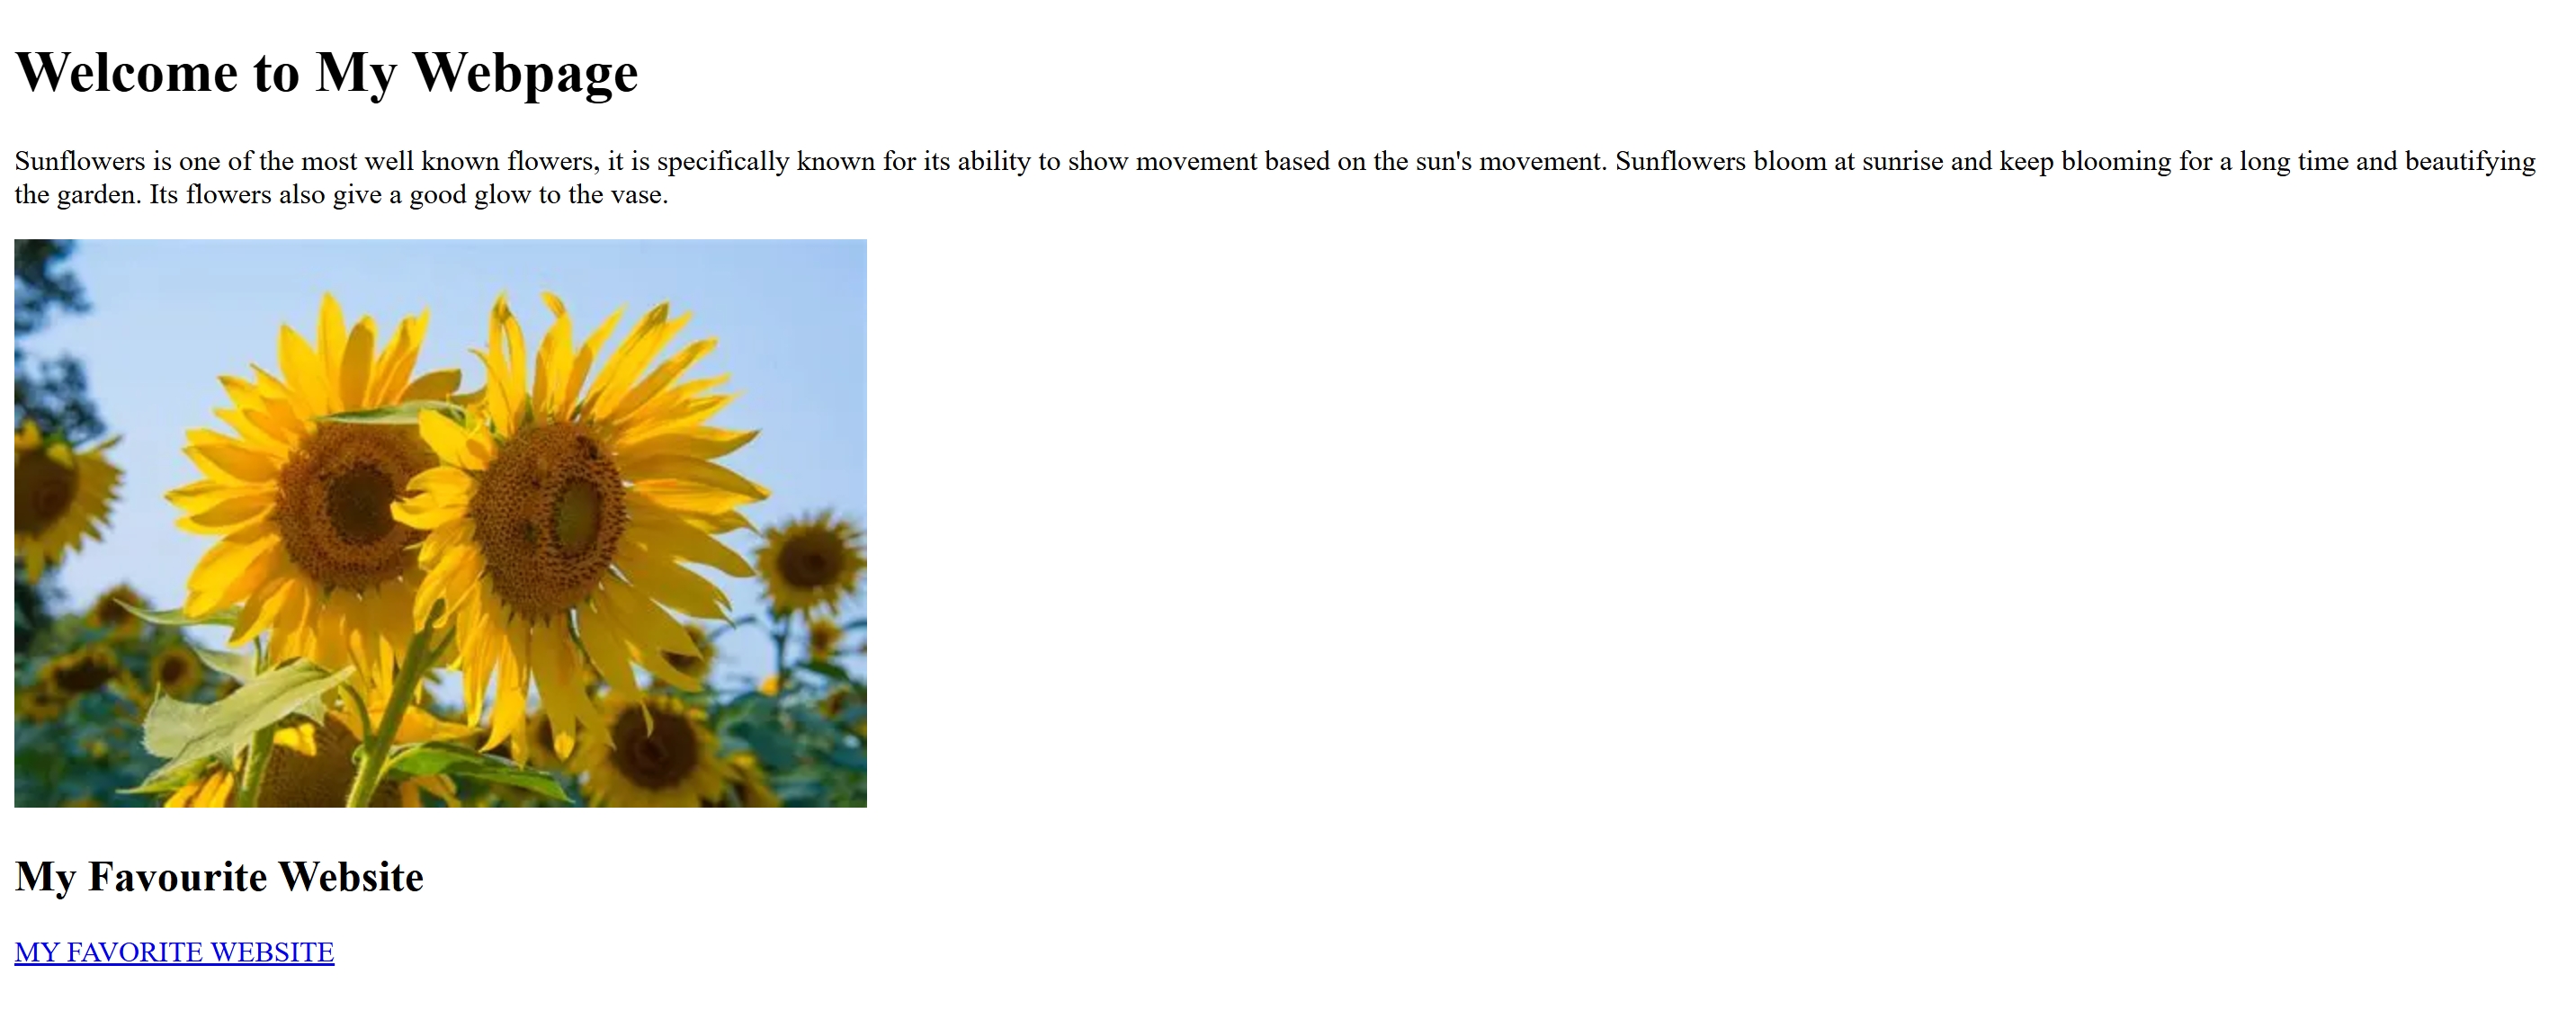 Welcome to My Webpage
Sunflowers is one of the most well known flowers, it is specifically known for its ability to show movement based on the sun's movement. Sunflowers bloom at sunrise and keep blooming for a long time and beautifying
the garden. Its flowers also give a good glow to the vase.
My Favourite Website
MY FAVORITE WEBSITE